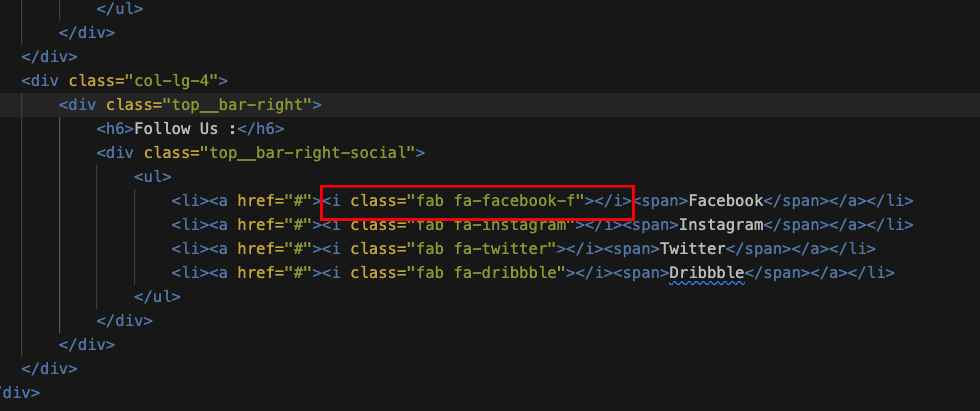 </ul>
</div>
</div>
<div class="col-lg-4">
<div class="top__bar-right">
<h6>Follow Us :</h6>
<div class="top__bar-right-social">
<ul>
<li><a href="#"><i class="fab fa-facebook-f"></i><span>Facebook</span></a></li>
<li><a href="#"><i class="fab fa-instagram"></i><span>Instagram</span></a></li>
<li><a href="#"><i class="fab fa-twitter"></i><span>Twitter</span></a></li>
<li><a href="#"><i class="fab fa-dribbble"></i><span>Dribbble</span></a></li>
</ul>
</div>
</div>
</div>
/div>